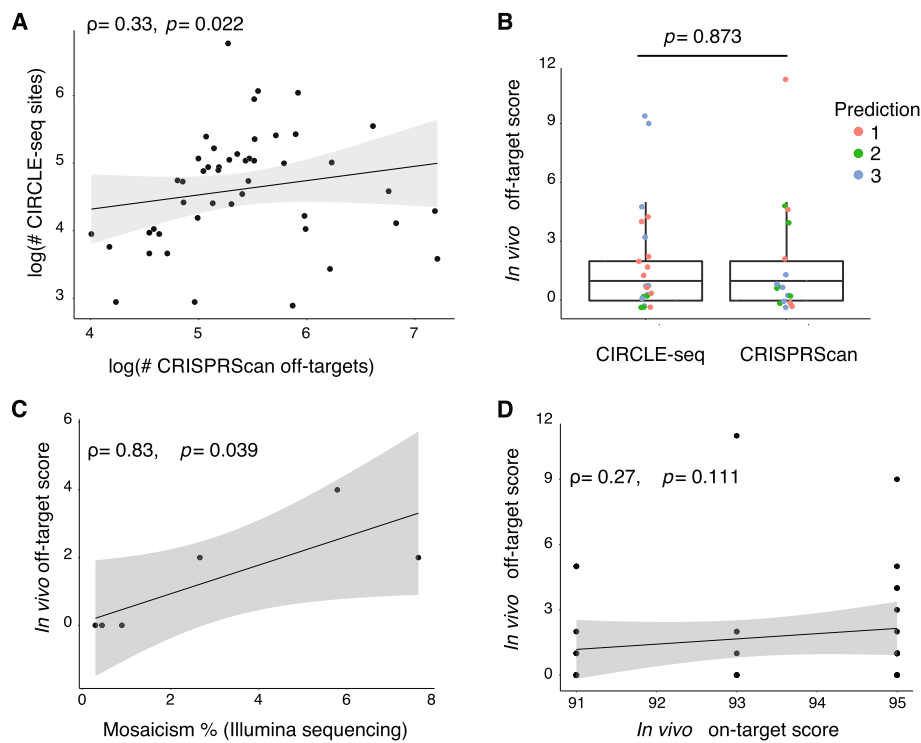 A
ρ= 0.33, p= 0.022
log(# CIRCLE-seq sites)
6
5
4
3
4 5 6 7
log(# CRISPRScan off-targets)
B
p= 0.873
In vivo off-target score
12
9
6
3
0
CIRCLE-seq CRISPRScan
Prediction
1
2
3
C
ρ= 0.83, p= 0.039
In vivo off-target score
6
4
2
0
0 2 4 6 8
Mosaicism % (Illumina sequencing)
D
ρ= 0.27, p= 0.111
In vivo off-target score
12
9
6
3
0
91 92 93 94 95
In vivo on-target score